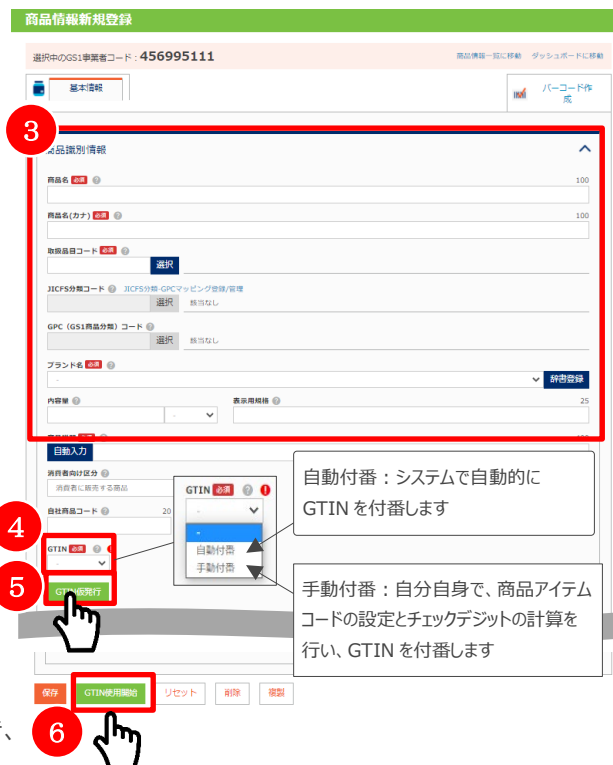 商品情報新規登録
選択中のGS1事業者コード：456995111
商品情報一覧に移動 ダッシュボードに移動
基本情報
バーコード作
成
3
品識別情報
商品名 必須 100
商品名(カナ) 必須 100
取扱品目コード 必須
選択
JICFS分類コード JICFS分類-GPCマッピング登録/管理
選択 該当なし
GPC（GS1商品分類）コード
選択 該当なし
ブランド名 必須
- 辞書登録
内容量 表示用規格 25
-
自動入力
消費者向け区分
消費者に販売する商品
自社商品コード 20
GTIN 必須
-
-
自動付番
手動付番
自動付番：システムで自動的に
GTIN を付番します
4
GTIN 必須
-
5
GTIN仮発行
手動付番：自分自身で、商品アイテム
コードの設定とチェックデジットの計算を
行い、GTIN を付番します
保存 GTIN使用開始 リセット 削除 複製
、
6